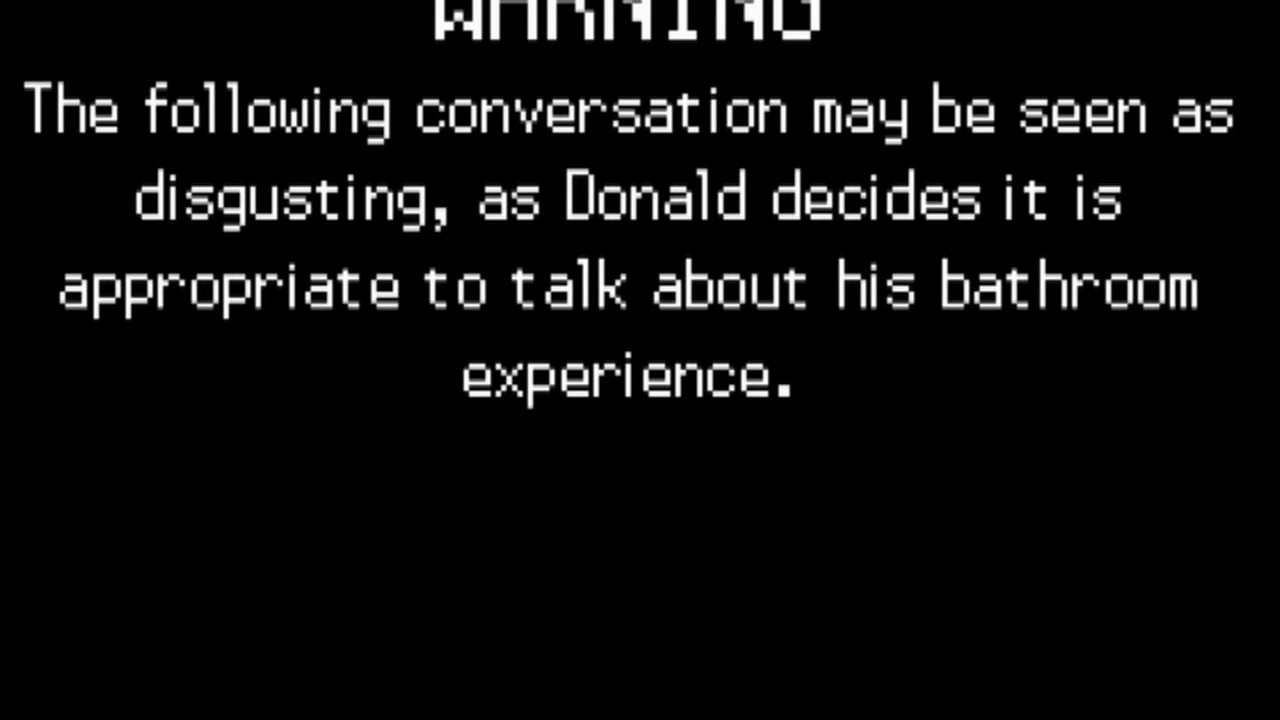 WARNING
The following conversation may be seen as
disgusting, as Donald decides it is
appropriate to talk about his bathroom
experience.